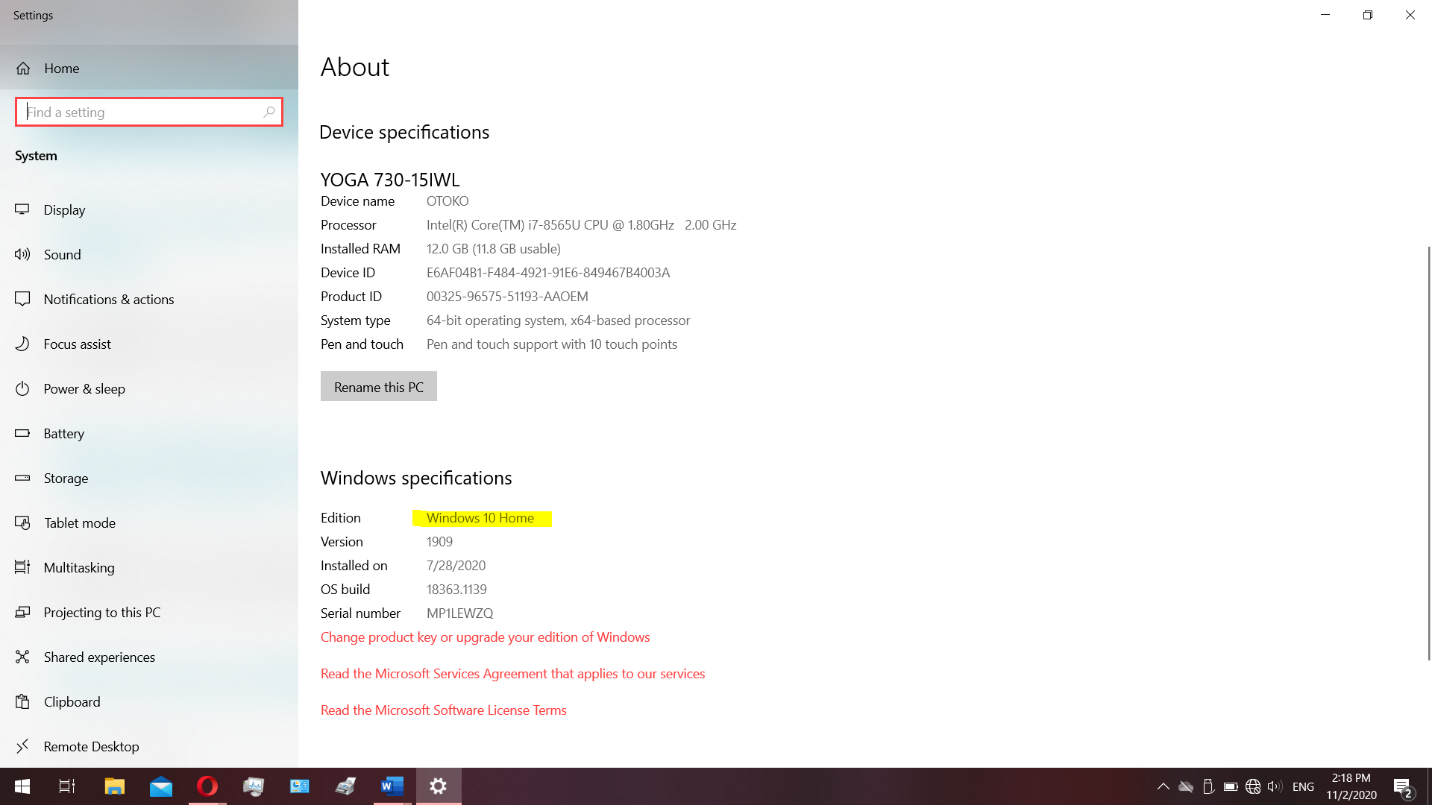 Settings
Home
Find a setting
System
Display
Sound
Notifications & actions
Focus assist
Power & sleep
Battery
Storage
Tablet mode
Multitasking
Projecting to this PC
Shared experiences
Clipboard
Remote Desktop
About
Device specifications
YOGA 730-15IWL
Device name OTOKO
Processor Intel(R) Core(TM) i7-8565U CPU @ 1.80GHz 2.00 GHz
Installed RAM 12.0 GB (11.8 GB usable)
Device ID E6AF04B1-F484-4921-91E6-849467B4003A
Product ID 00325-96575-51193-AAOEM
System type 64-bit operating system, x64-based processor
Pen and touch Pen and touch support with 10 touch points
Rename this PC
Windows specifications
Edition Windows 10 Home
Version 1909
Installed on 7/28/2020
OS build 18363.1139
Serial number MP1LEWZQ
Change product key or upgrade your edition of Windows
Read the Microsoft Services Agreement that applies to our services
Read the Microsoft Software License Terms
ENG
2:18 PM
11/2/2020
2